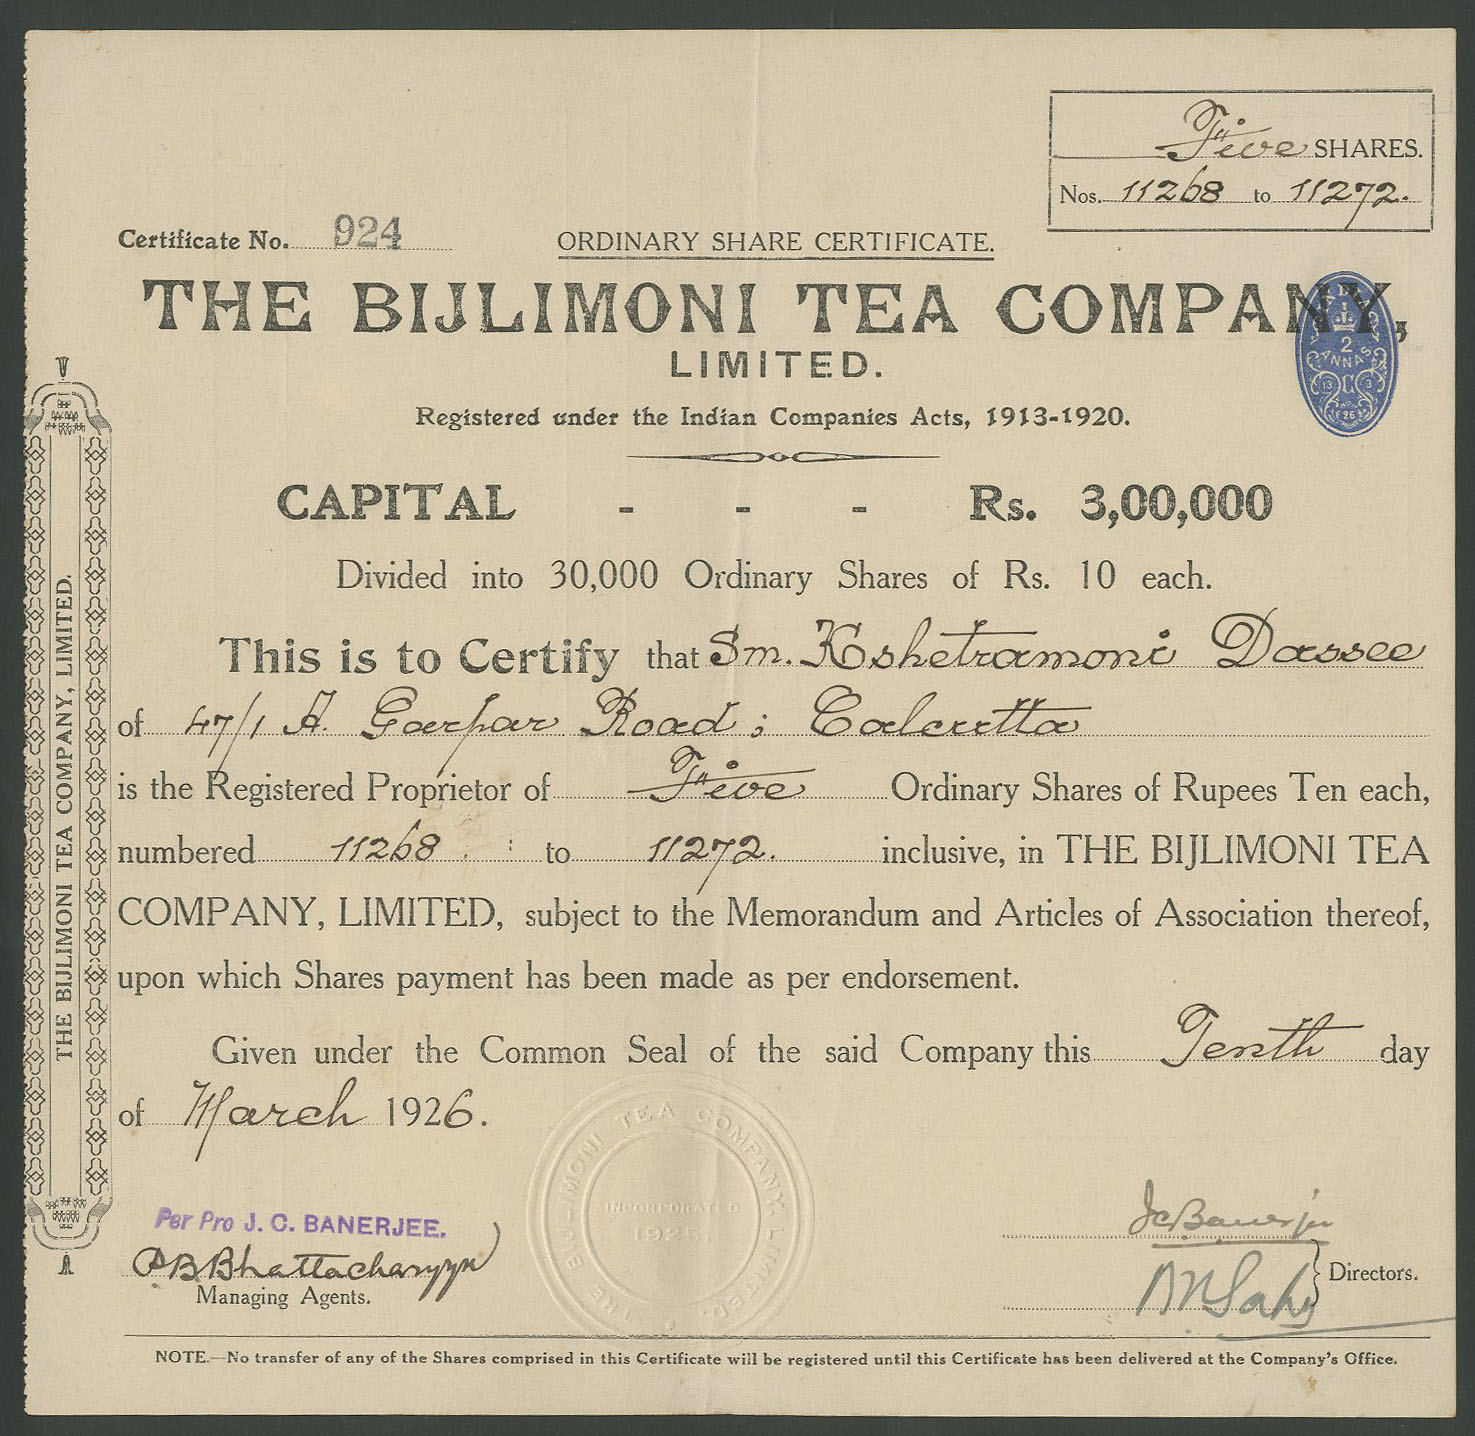 Five SHARES.
Nos. 11268 to 11272.
Certificate No. 924
ORDINARY SHARE CERTIFICATE.
THE BIJLIMONI TEA COMPANY,
LIMITED.
2
ANNAS
Registered under the Indian Companies Acts, 1913-1920.
CAPITAL - - - Rs. 3,00,000
Divided into 30,000 Ordinary Shares of Rs. 10 each.
This is to Certify that Sm. Kshetramoni Dassee
of 47/1 A. Garpar Road; Calcutta
is the Registered Proprietor of Five Ordinary Shares of Rupees Ten each,
numbered 11268 to 11272. inclusive, in THE BIJLIMONI TEA
COMPANY, LIMITED, subject to the Memorandum and Articles of Association thereof,
upon which Shares payment has been made as per endorsement.
Given under the Common Seal of the said Company this Tenth day
of March 1926.
THE BIJLIMONI TEA COMPANY, LIMITED.
THE BIJLIMONI TEA COMPANY LIMITED.
INCORPORATED
1925.
Per Pro J. C. BANERJEE.
Bhattacharyya
Managing Agents.
JC Banerjee
Directors.
NOTE.—No transfer of any of the Shares comprised in this Certificate will be registered until this Certificate has been delivered at the Company's Office.